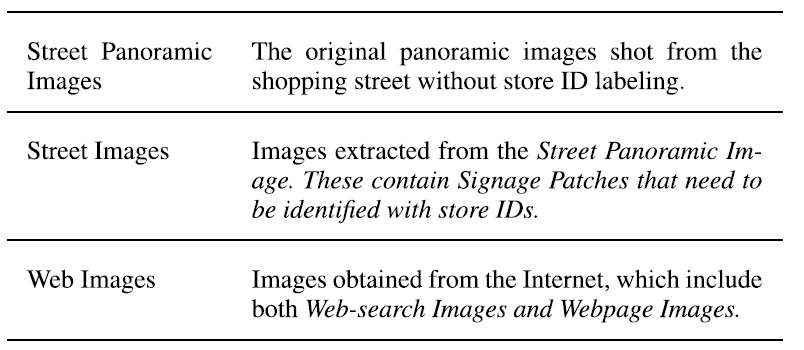 Street Panoramic Images
The original panoramic images shot from the
shopping street without store ID labeling.
Street Images
Images extracted from the Street Panoramic Im-
age. These contain Signage Patches that need to
be identified with store IDs.
Web Images
Images obtained from the Internet, which include
both Web-search Images and Webpage Images.